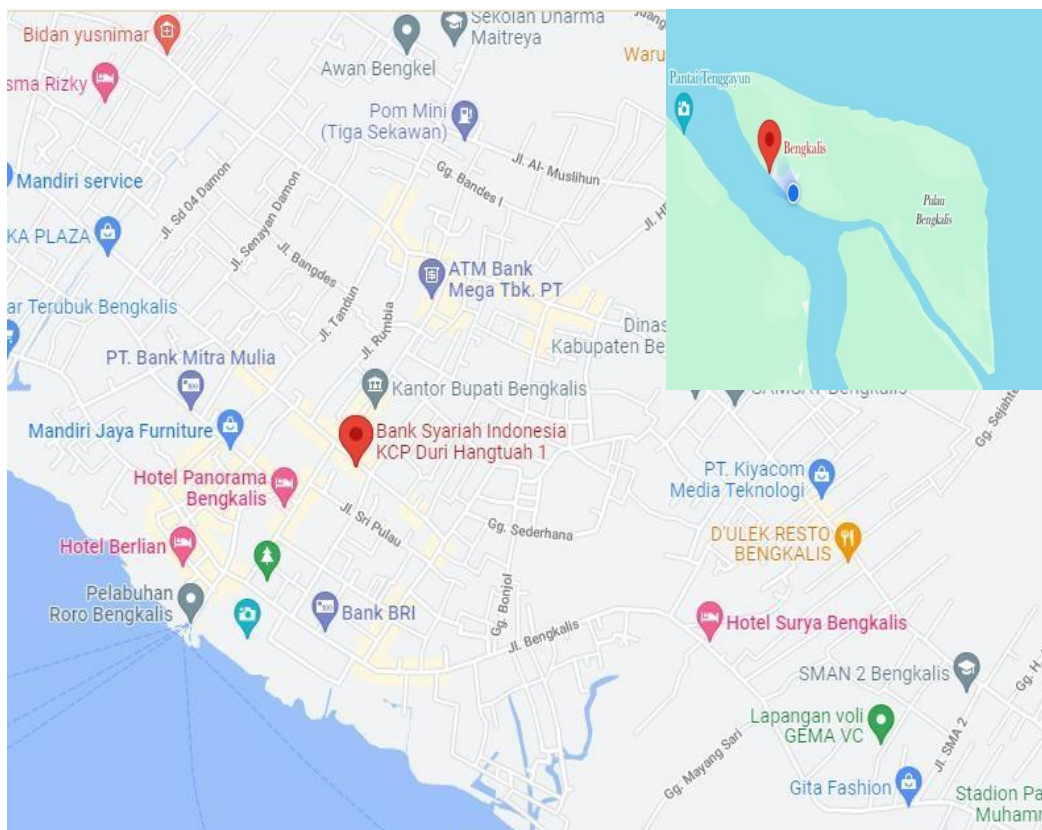 Bidan yusnimar
Sekolah Dharma
Maitreya
Awan Bengkel
Waru
sma Rizky
Pom Mini
(Tiga Sekawan)
Jl. Al- Muslihun
Gg. Bandes I
Mandiri service
Jl. Sd 04 Damon
Jl. Senayan Damon
KA PLAZA
Jl. Bangdes
ATM Bank
Mega Tbk. PT
ar Terubuk Bengkalis
Jl. Tandun
Jl. Rumbia
Dinas
Kabupaten Be
PT. Bank Mitra Mulia
Kantor Bupati Bengkalis
SAMSAT Bengkalis
Gg. Sejahte
Mandiri Jaya Furniture
Bank Syariah Indonesia
KCP Duri Hangtuah 1
Hotel Panorama
Bengkalis
PT. Kiyacom
Media Teknologi
Jl. Sri Pulau
Gg. Sederhana
D'ULEK RESTO
BENGKALIS
Hotel Berlian
Pelabuhan
Roro Bengkalis
Bank BRI
Gg. Bonjol
Jl. Bengkalis
Hotel Surya Bengkalis
SMAN 2 Bengkalis
Gg. H.
Lapangan voli
GEMA VC
Gg. Mayang Sari
Jl. SMA 2
Gita Fashion
Stadion Pa
Muhamm
Pantai Tenggayun
Bengkalis
Pulau
Bengkalis